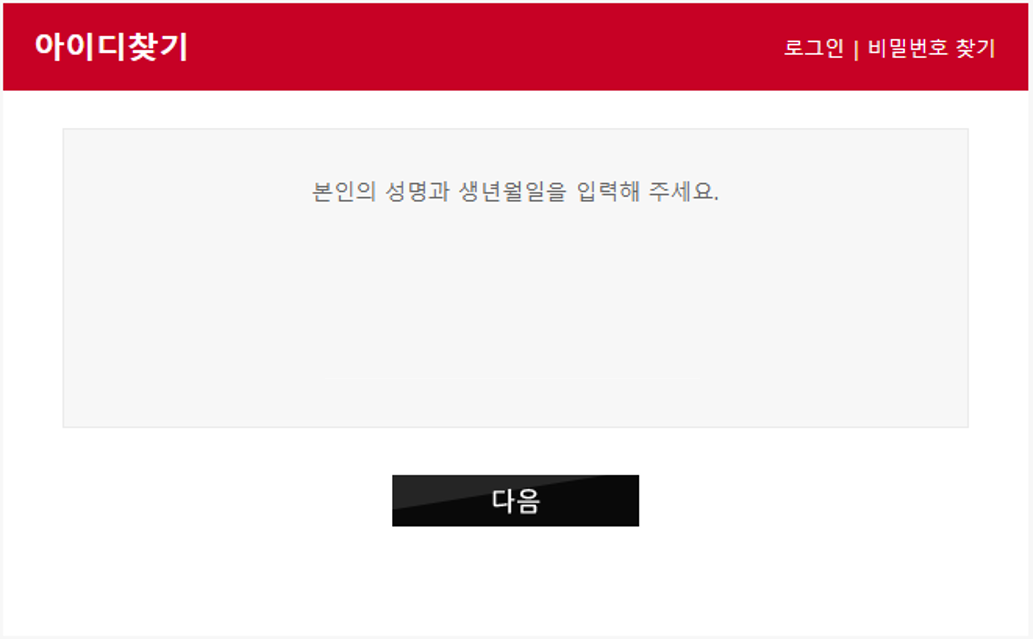 아이디찾기
로그인 | 비밀번호 찾기
본인의 성명과 생년월일을 입력해 주세요.
다음